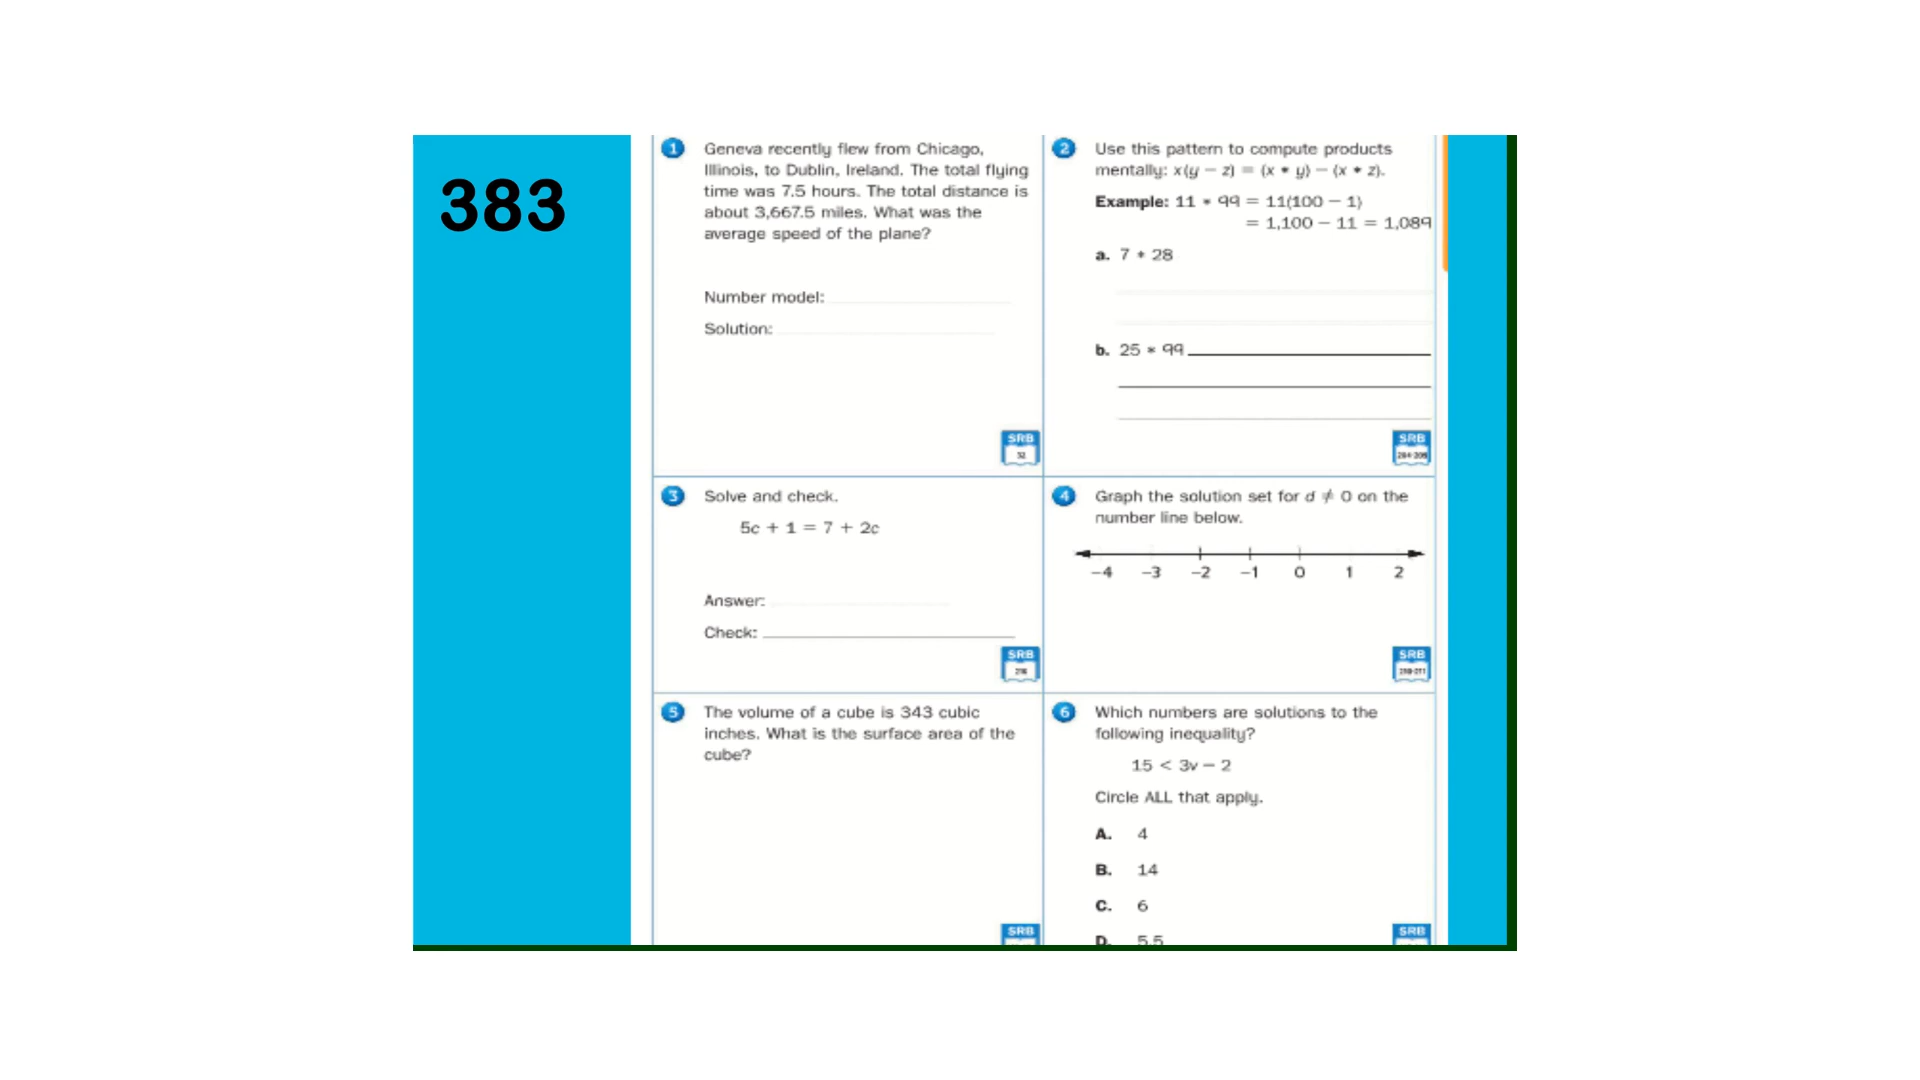 383
1 Geneva recently flew from Chicago,
Illinois, to Dublin, Ireland. The total flying
time was 7.5 hours. The total distance is
about 3,667.5 miles. What was the
average speed of the plane?
Number model:
Solution:
SRB
32
2 Use this pattern to compute products
mentally: x(y − z) = (x * y) − (x * z).
Example: 11 * 99 = 11(100 − 1)
= 1,100 − 11 = 1,089
a. 7 * 28
b. 25 * 99
SRB
3 Solve and check.
5c + 1 = 7 + 2c
Answer:
Check:
SRB
4 Graph the solution set for d ≠ 0 on the
number line below.
−4 −3 −2 −1 0 1 2
SRB
5 The volume of a cube is 343 cubic
inches. What is the surface area of the
cube?
SRB
6 Which numbers are solutions to the
following inequality?
15 < 3v − 2
Circle ALL that apply.
A. 4
B. 14
C. 6
D. 5.5
SRB